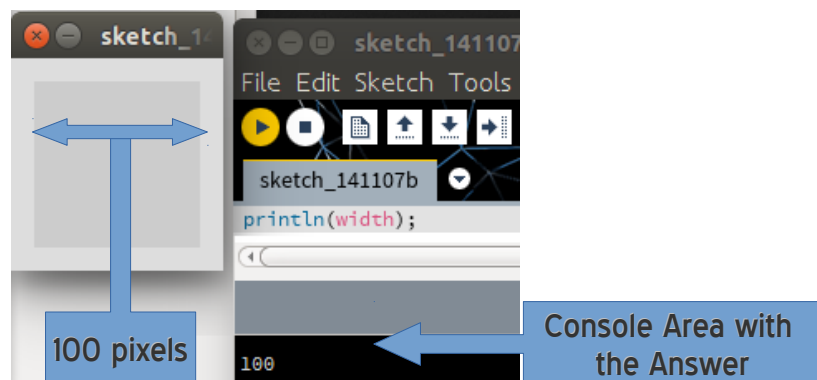 sketch_14
sketch_141107
File Edit Sketch Tools
sketch_141107b
println(width);
100 pixels
100
Console Area with
the Answer